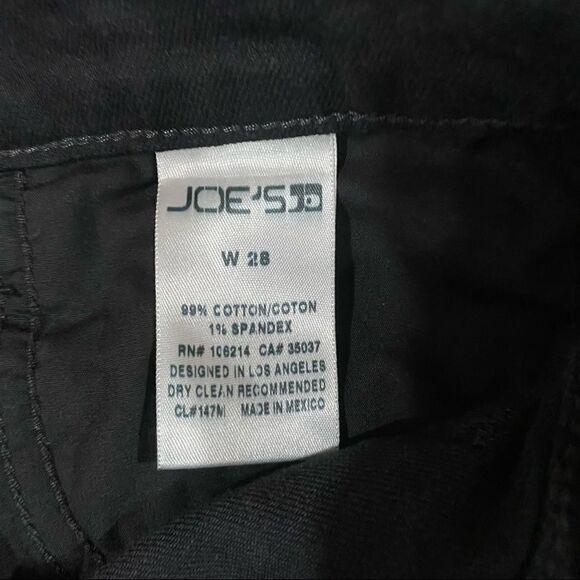 JOE'S
W 28
99% COTTON/COTON
1% SPANDEX
RN# 106214 CA# 35037
DESIGNED IN LOS ANGELES
DRY CLEAN RECOMMENDED
CL#147M MADE IN MEXICO